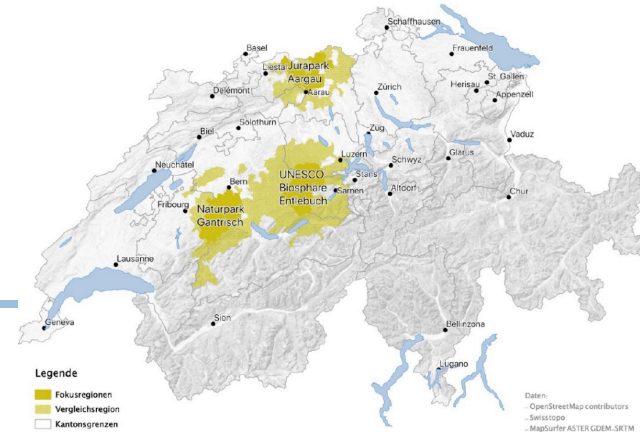 Schaffhausen
Basel
Frauenfeld
Liestal
Jurapark
Aargau
St. Gallen
Herisau
Delémont
Aarau
Zürich
Appenzell
Solothurn
Biel
Zug
Vaduz
Luzern
Glarus
Neuchâtel
Schwyz
Bern
UNESCO
Biosphäre
Entlebuch
Stans
Sarnen
Altdorf
Chur
Fribourg
Naturpark
Gantrisch
Lausanne
Sion
Geneva
Bellinzona
Lugano
Legende
Fokusregionen
Vergleichsregion
Kantonsgrenzen
Daten:
- OpenStreetMap contributors
- Swisstopo
- MapSurfer ASTER GDEM, SRTM